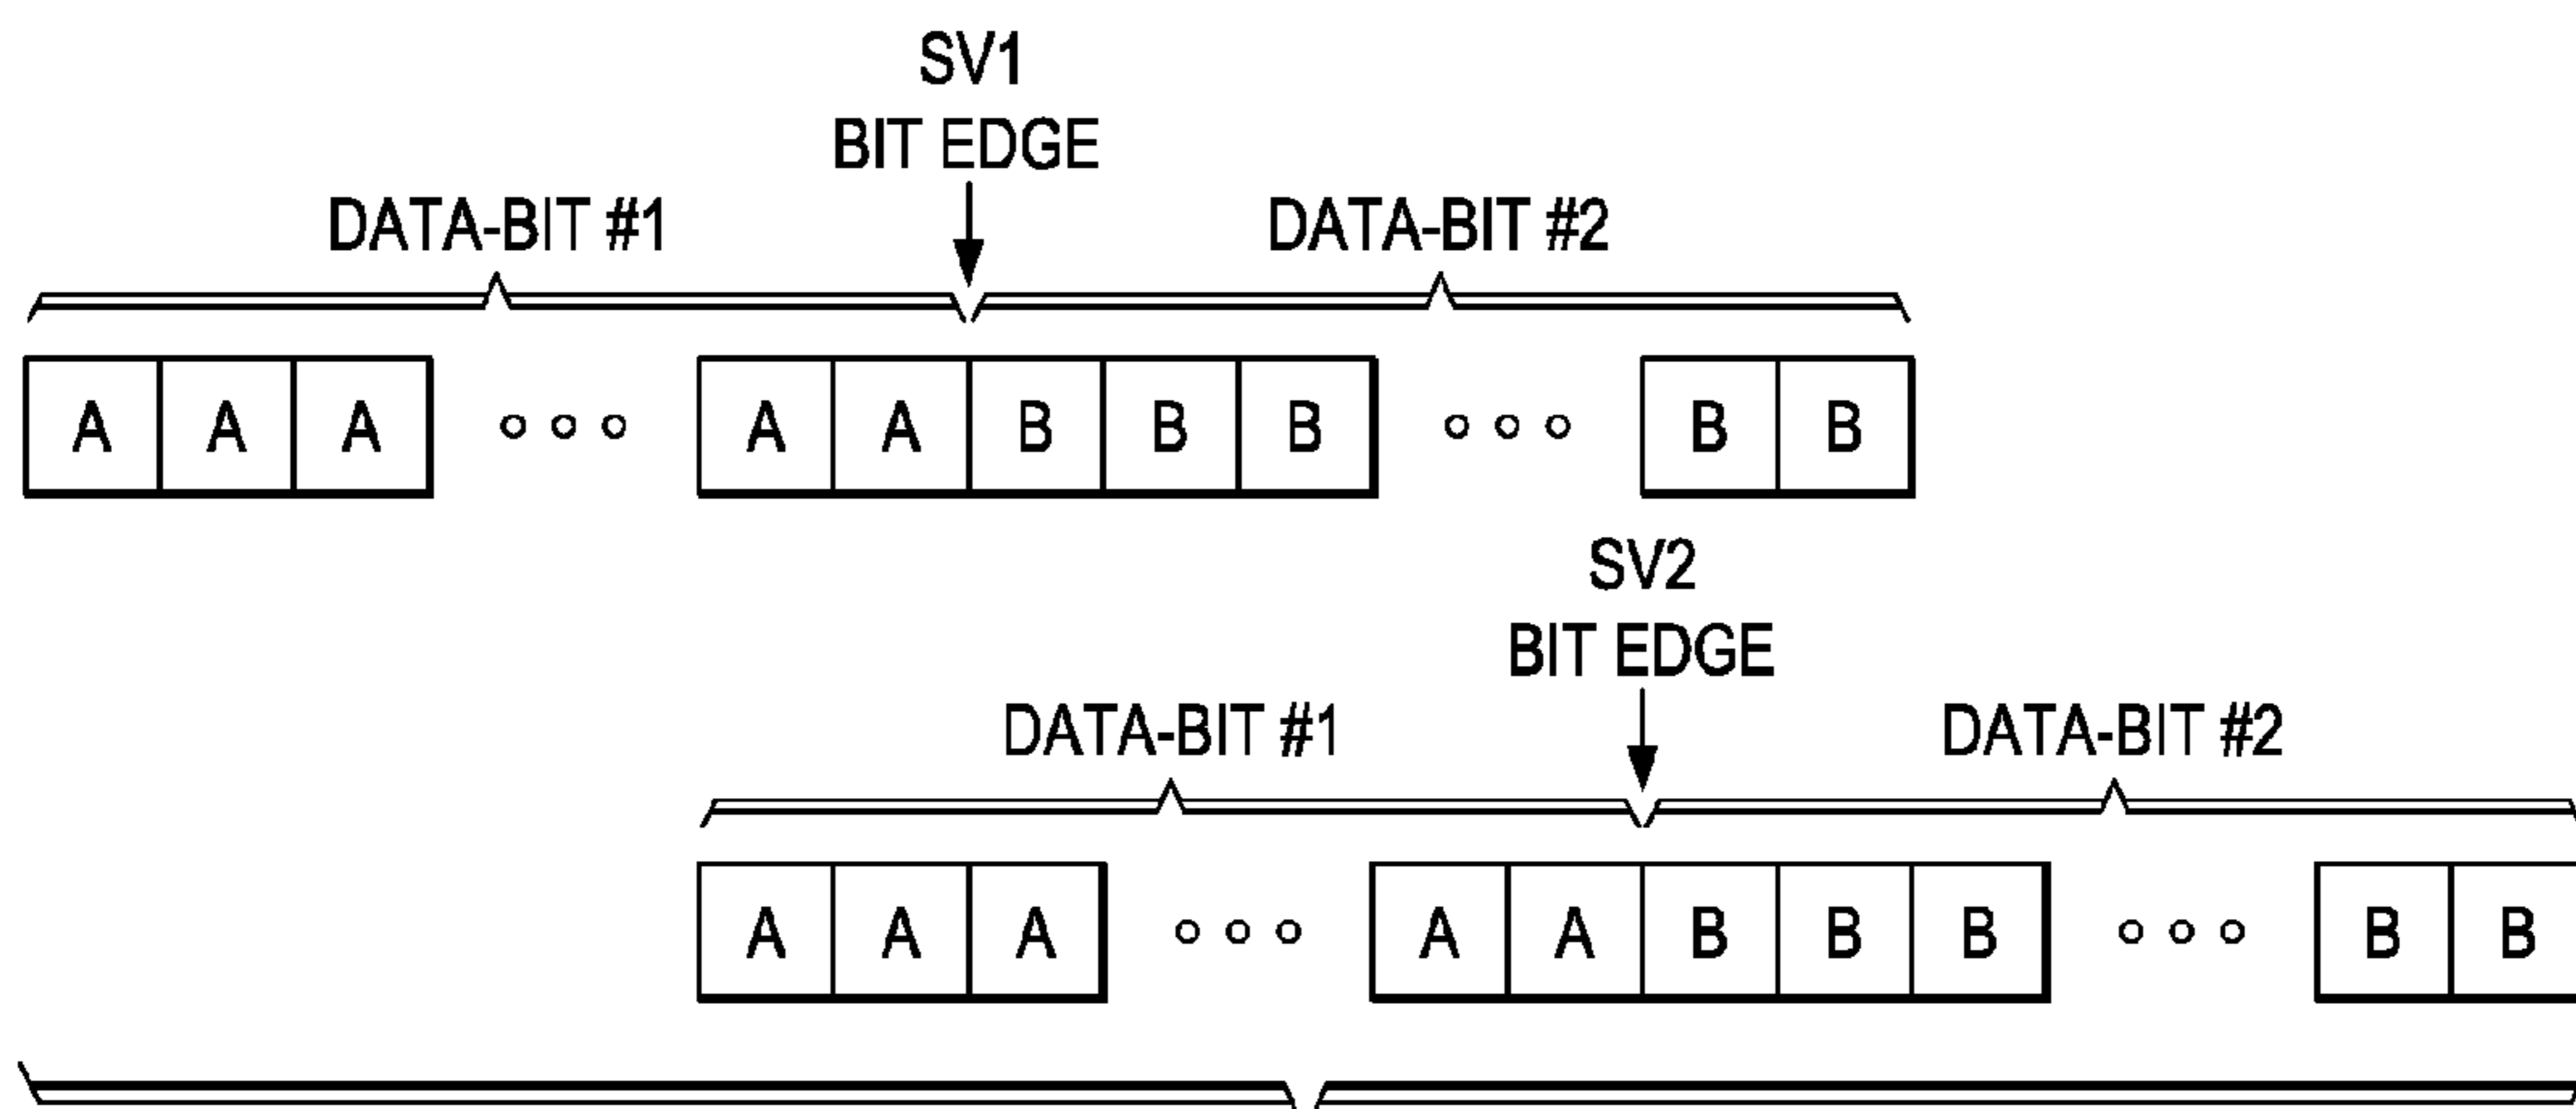 SV1
BIT EDGE
DATA-BIT #1 DATA-BIT #2
A A A ∘ ∘ ∘ A A B B B ∘ ∘ ∘ B B
SV2
BIT EDGE
DATA-BIT #1 DATA-BIT #2
A A A ∘ ∘ ∘ A A B B B ∘ ∘ ∘ B B